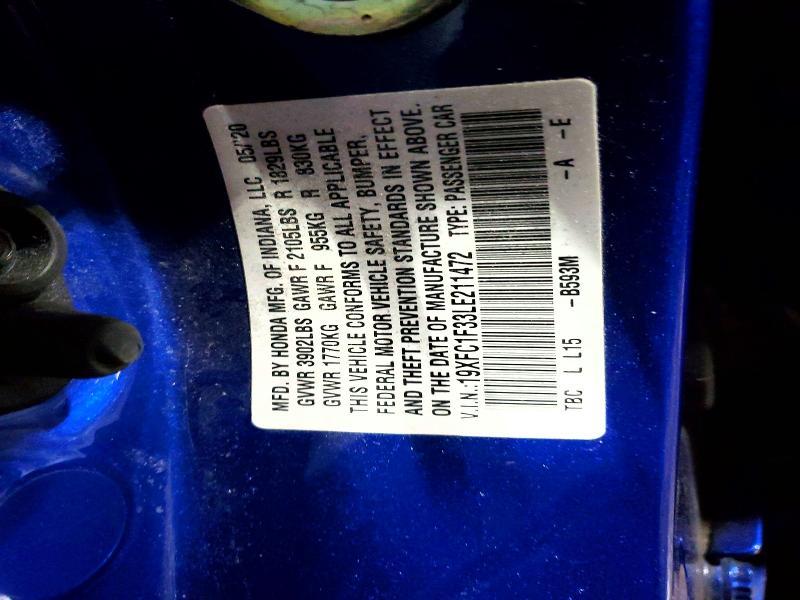 MFD. BY HONDA MFG. OF INDIANA, LLC 05/'20
GVWR 3902LBS GAWR F 2105LBS R 1829LBS
GVWR 1770KG GAWR F 955KG R 830KG
THIS VEHICLE CONFORMS TO ALL APPLICABLE
FEDERAL MOTOR VEHICLE SAFETY, BUMPER,
AND THEFT PREVENTION STANDARDS IN EFFECT
ON THE DATE OF MANUFACTURE SHOWN ABOVE.
V.I.N.:19XFC1F33LE211472 TYPE: PASSENGER CAR
TBC L L15 -B593M -A -E